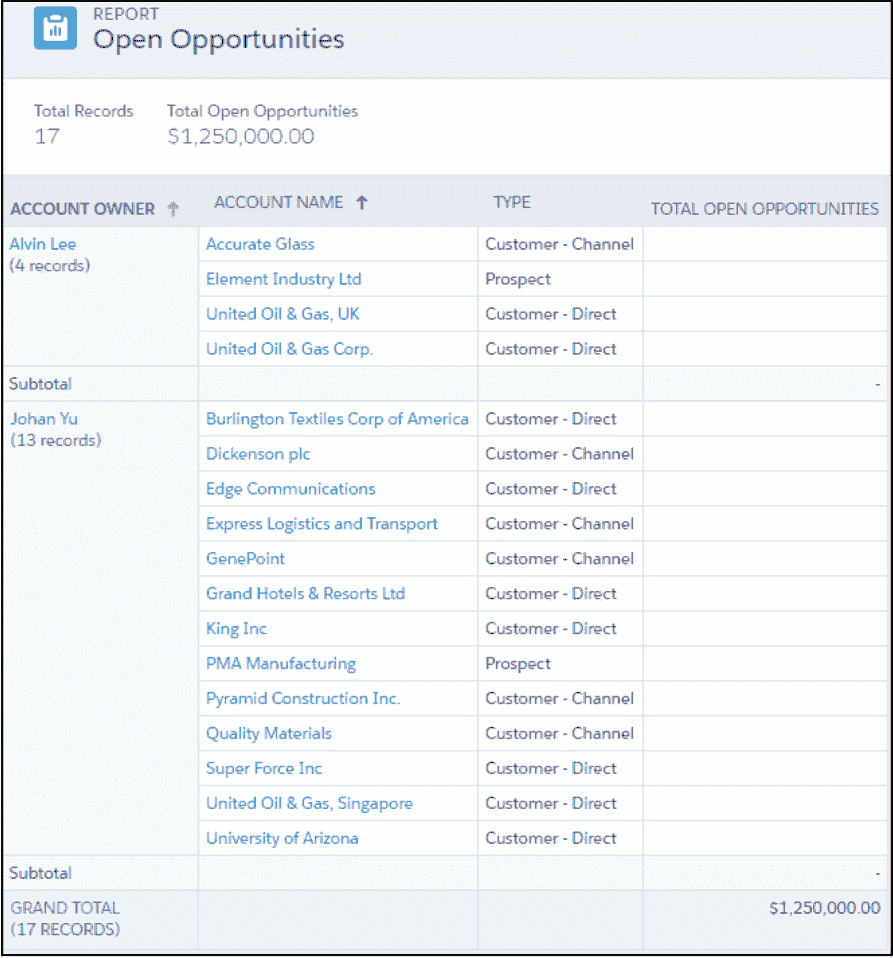 REPORT
Open Opportunities
Total Records Total Open Opportunities
17 $1,250,000.00
ACCOUNT OWNER ↑ ACCOUNT NAME ↑ TYPE TOTAL OPEN OPPORTUNITIES
Alvin Lee Accurate Glass Customer - Channel
(4 records)
Element Industry Ltd Prospect
United Oil & Gas, UK Customer - Direct
United Oil & Gas Corp. Customer - Direct
Subtotal -
Johan Yu Burlington Textiles Corp of America Customer - Direct
(13 records)
Dickenson plc Customer - Channel
Edge Communications Customer - Direct
Express Logistics and Transport Customer - Channel
GenePoint Customer - Channel
Grand Hotels & Resorts Ltd Customer - Direct
King Inc Customer - Direct
PMA Manufacturing Prospect
Pyramid Construction Inc. Customer - Channel
Quality Materials Customer - Channel
Super Force Inc Customer - Direct
United Oil & Gas, Singapore Customer - Direct
University of Arizona Customer - Direct
Subtotal -
GRAND TOTAL $1,250,000.00
(17 RECORDS)